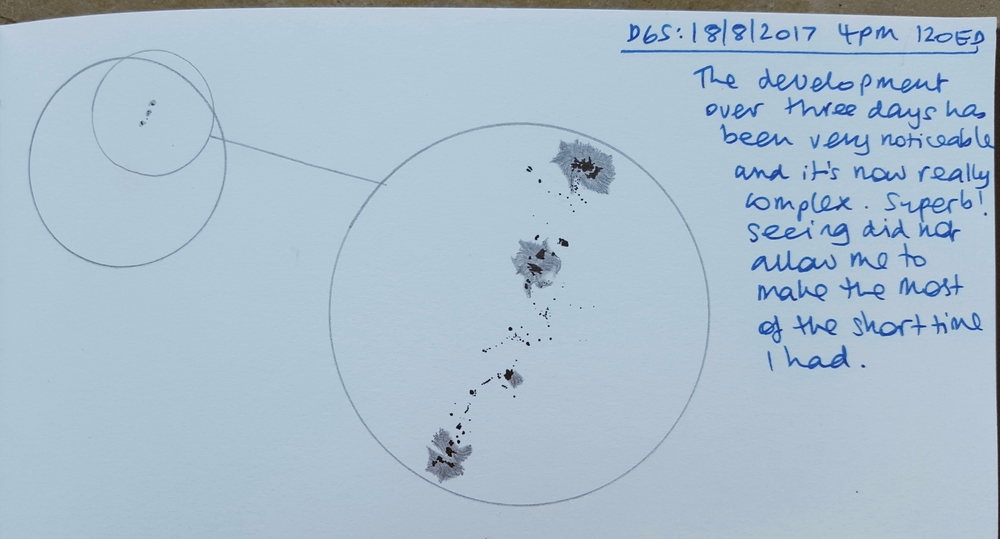 D6S: 18/8/2017 4pm 120ED
The development
over three days has
been very noticeable
and it's now really
complex. Superb!
Seeing did not
allow me to
make the most
of the short time
I had.